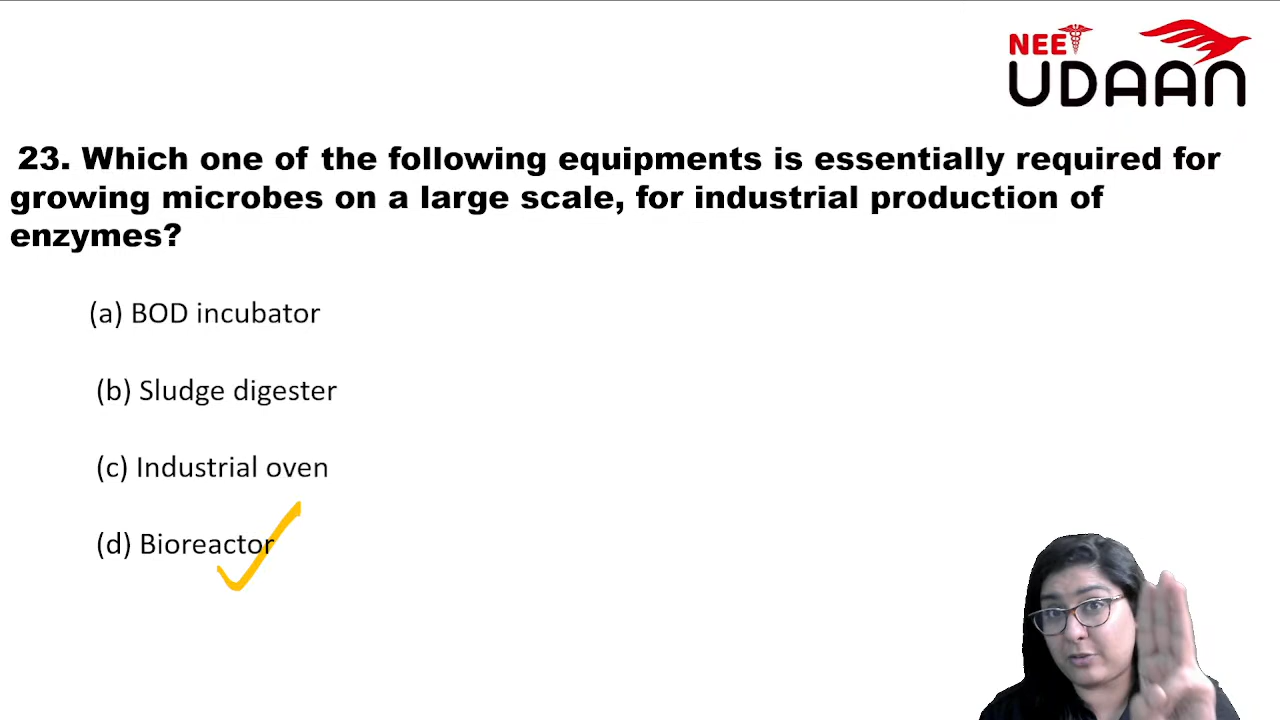 NEET
UDAAN
23. Which one of the following equipments is essentially required for
growing microbes on a large scale, for industrial production of
enzymes?
(a) BOD incubator
(b) Sludge digester
(c) Industrial oven
(d) Bioreactor